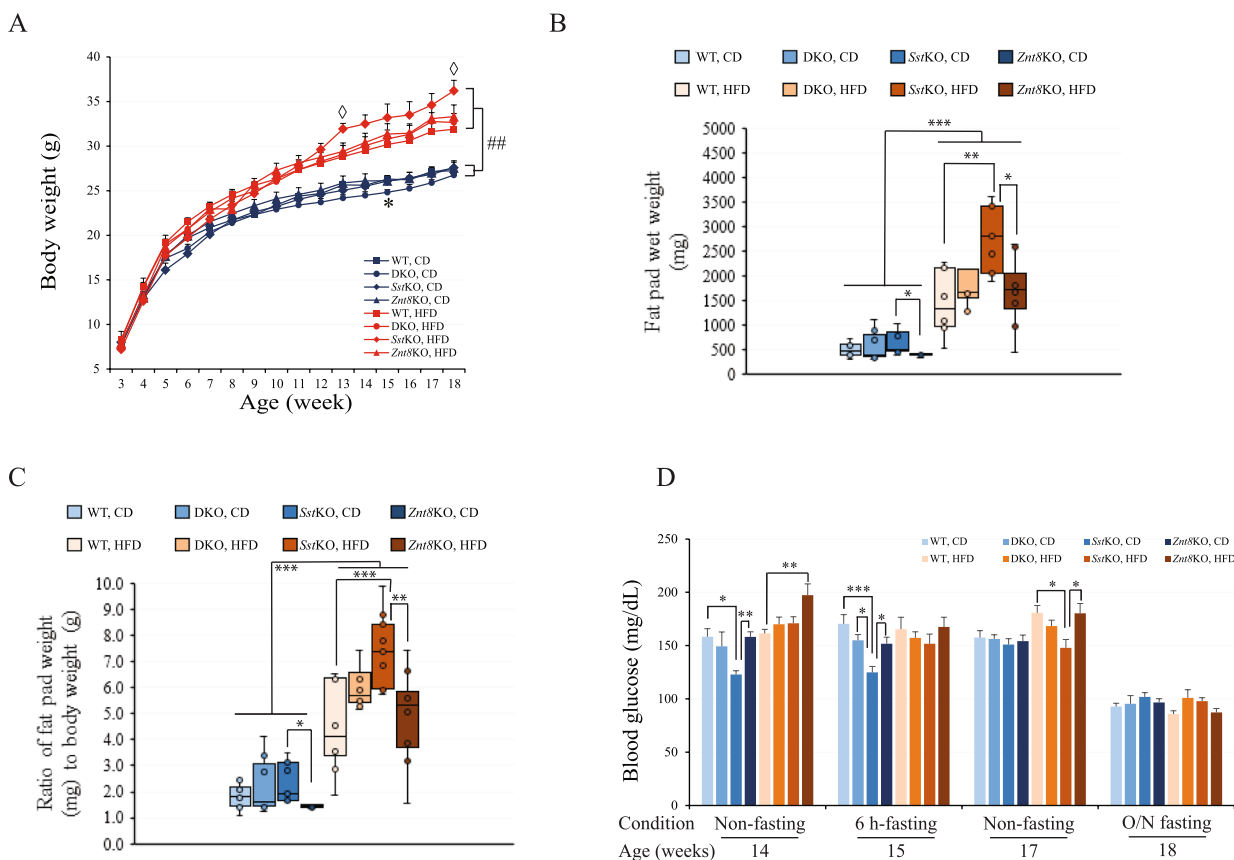 A
Body weight (g)
40
35
30
25
20
15
10
5
◊
◊
##
*
WT, CD
DKO, CD
SstKO, CD
Znt8KO, CD
WT, HFD
DKO, HFD
SstKO, HFD
Znt8KO, HFD
3 4 5 6 7 8 9 10 11 12 13 14 15 16 17 18
Age (week)
B
WT, CD DKO, CD SstKO, CD Znt8KO, CD
WT, HFD DKO, HFD SstKO, HFD Znt8KO, HFD
Fat pad wet weight
(mg)
5000
4500
4000
3500
3000
2500
2000
1500
1000
500
0
***
**
*
*
C
WT, CD DKO, CD SstKO, CD Znt8KO, CD
WT, HFD DKO, HFD SstKO, HFD Znt8KO, HFD
Ratio of fat pad weight
(mg) to body weight (g)
10.0
9.0
8.0
7.0
6.0
5.0
4.0
3.0
2.0
1.0
0.0
***
***
**
*
D
WT, CD DKO, CD SstKO, CD Znt8KO, CD
WT, HFD DKO, HFD SstKO, HFD Znt8KO, HFD
Blood glucose (mg/dL)
250
200
150
100
50
0
* ** **
*** * *
* *
Condition Non-fasting 6 h-fasting Non-fasting O/N fasting
Age (weeks) 14 15 17 18